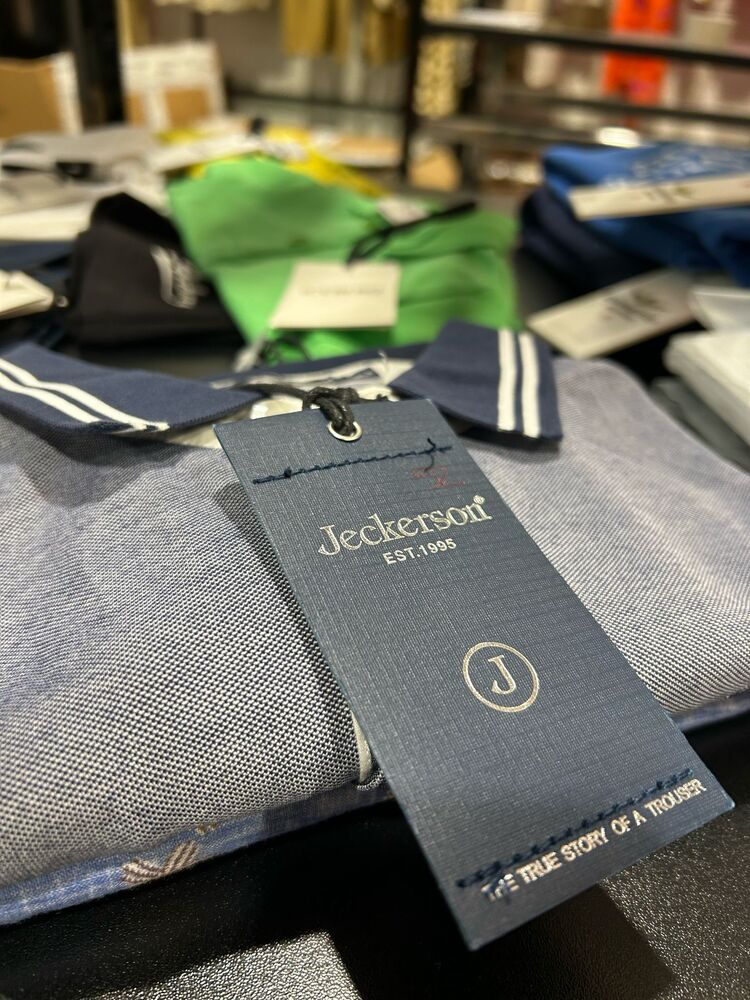 Jeckerson®
EST.1995
J
THE TRUE STORY OF A TROUSER